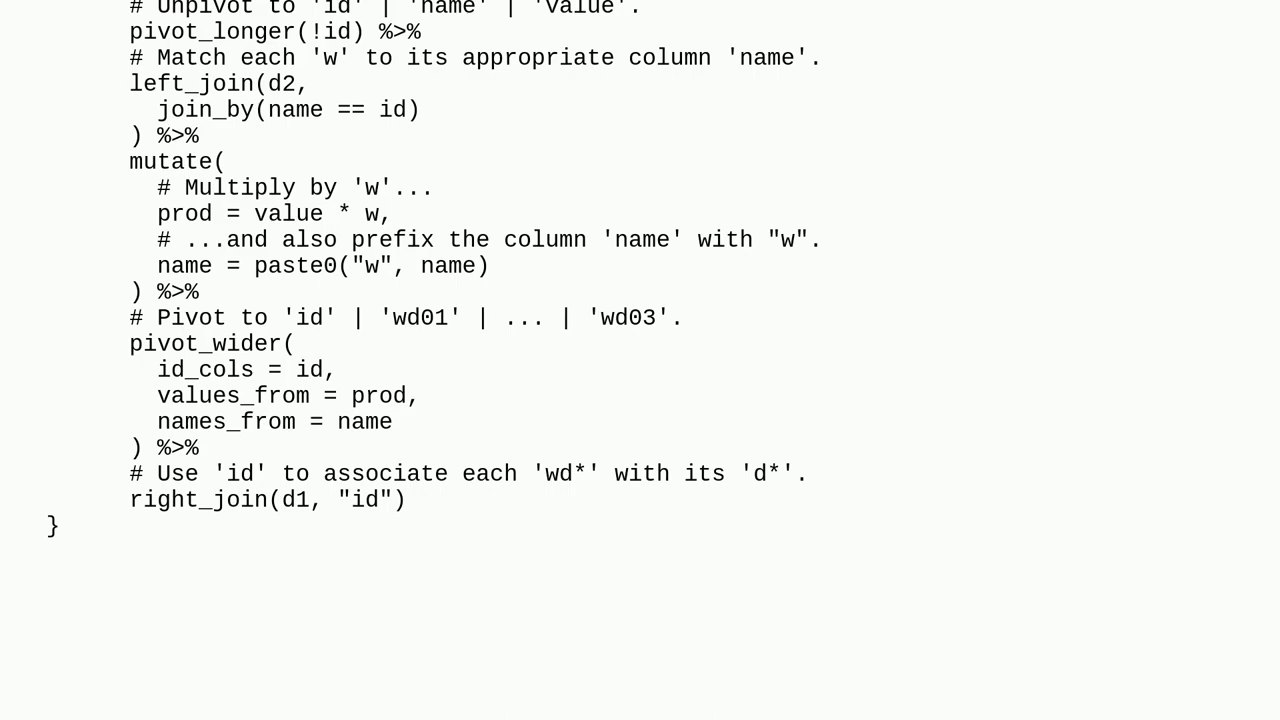 # Unpivot to 'id' | 'name' | 'value'.
pivot_longer(!id) %>%
# Match each 'w' to its appropriate column 'name'.
left_join(d2,
  join_by(name == id)
) %>%
mutate(
  # Multiply by 'w'...
  prod = value * w,
  # ...and also prefix the column 'name' with "w".
  name = paste0("w", name)
) %>%
# Pivot to 'id' | 'wd01' | ... | 'wd03'.
pivot_wider(
  id_cols = id,
  values_from = prod,
  names_from = name
) %>%
# Use 'id' to associate each 'wd*' with its 'd*'.
right_join(d1, "id")
}